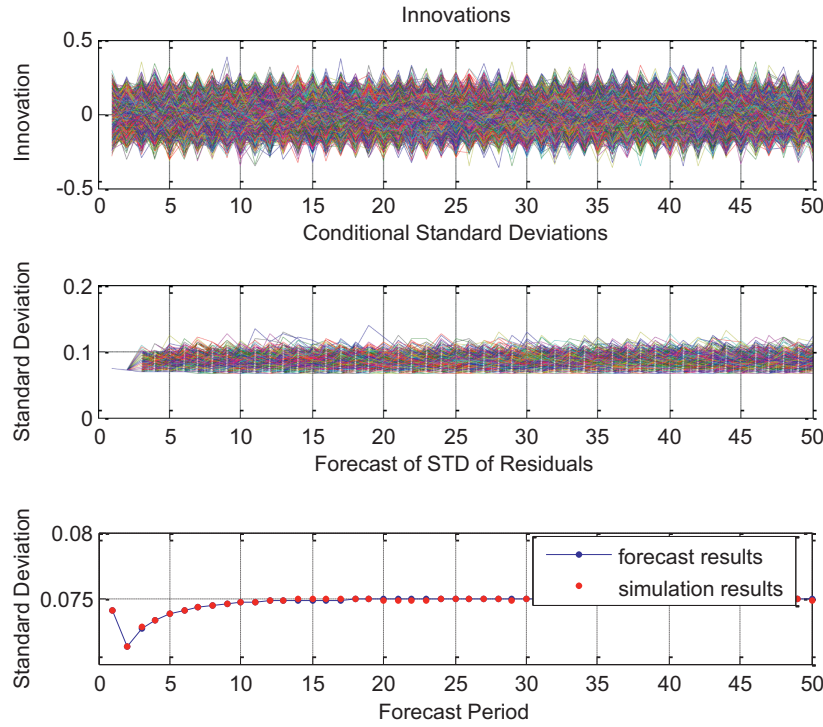 Innovations
Innovation
0.5
0
-0.5
0 5 10 15 20 25 30 35 40 45 50
Conditional Standard Deviations
Standard Deviation
0.2
0.1
0
0 5 10 15 20 25 30 35 40 45 50
Forecast of STD of Residuals
Standard Deviation
0.08
0.075
forecast results
simulation results
0 5 10 15 20 25 30 35 40 45 50
Forecast Period